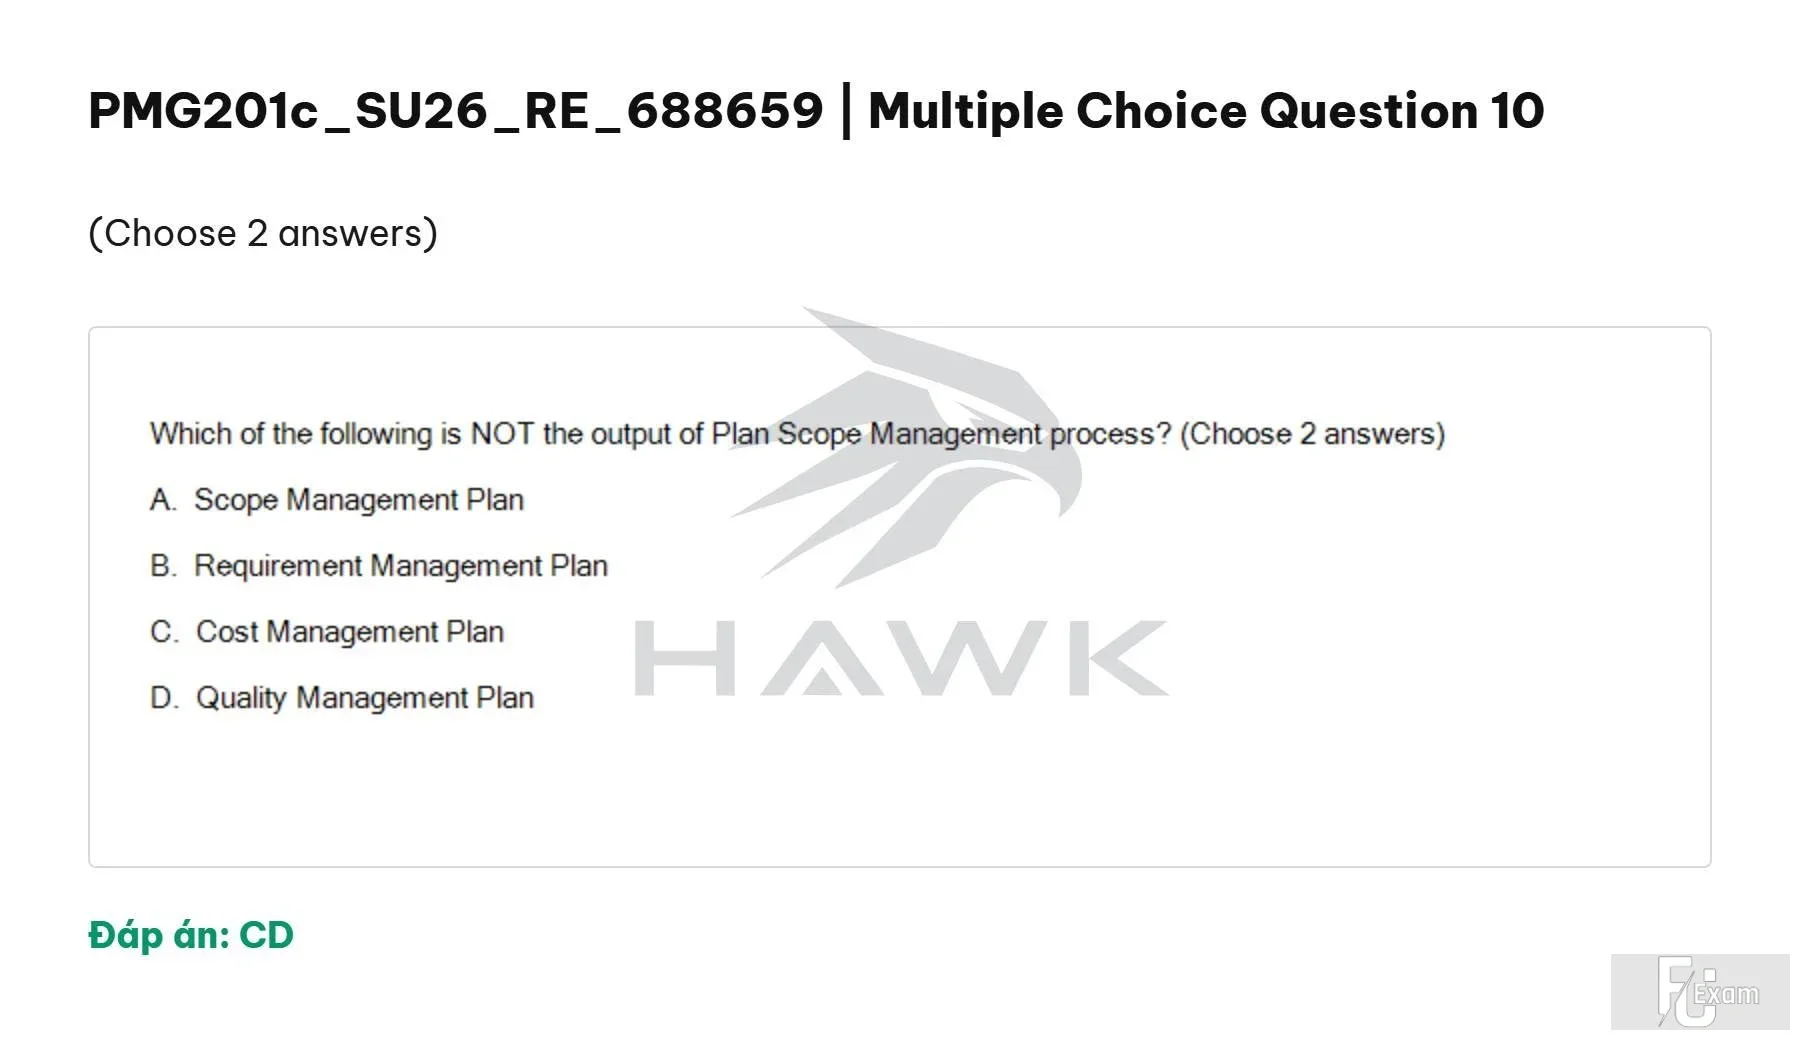 PMG201c_SU26_RE_688659 | Multiple Choice Question 10
(Choose 2 answers)
Which of the following is NOT the output of Plan Scope Management process? (Choose 2 answers)
A. Scope Management Plan
B. Requirement Management Plan
C. Cost Management Plan
D. Quality Management Plan
HAWK
Đáp án: CD
FU Exam